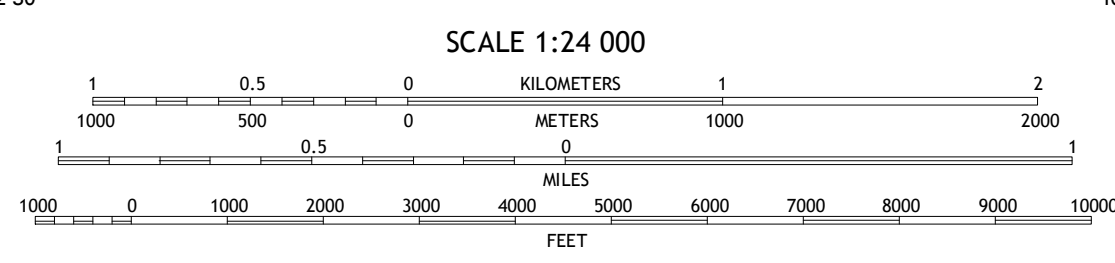 SCALE 1:24 000
1 0.5 0 KILOMETERS 1 2
1000 500 0 METERS 1000 2000
1 0.5 0 1
MILES
1000 0 1000 2000 3000 4000 5000 6000 7000 8000 9000 10000
FEET